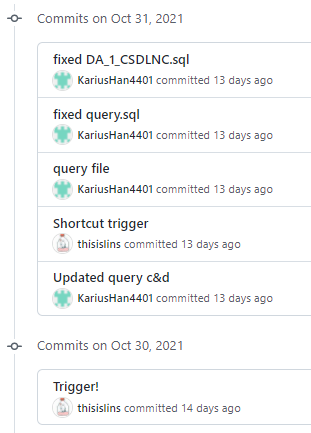 Commits on Oct 31, 2021
fixed DA_1_CSDLNC.sql
KariusHan4401 committed 13 days ago
fixed query.sql
KariusHan4401 committed 13 days ago
query file
KariusHan4401 committed 13 days ago
Shortcut trigger
thisislins committed 13 days ago
Updated query c&d
KariusHan4401 committed 13 days ago
Commits on Oct 30, 2021
Trigger!
thisislins committed 14 days ago